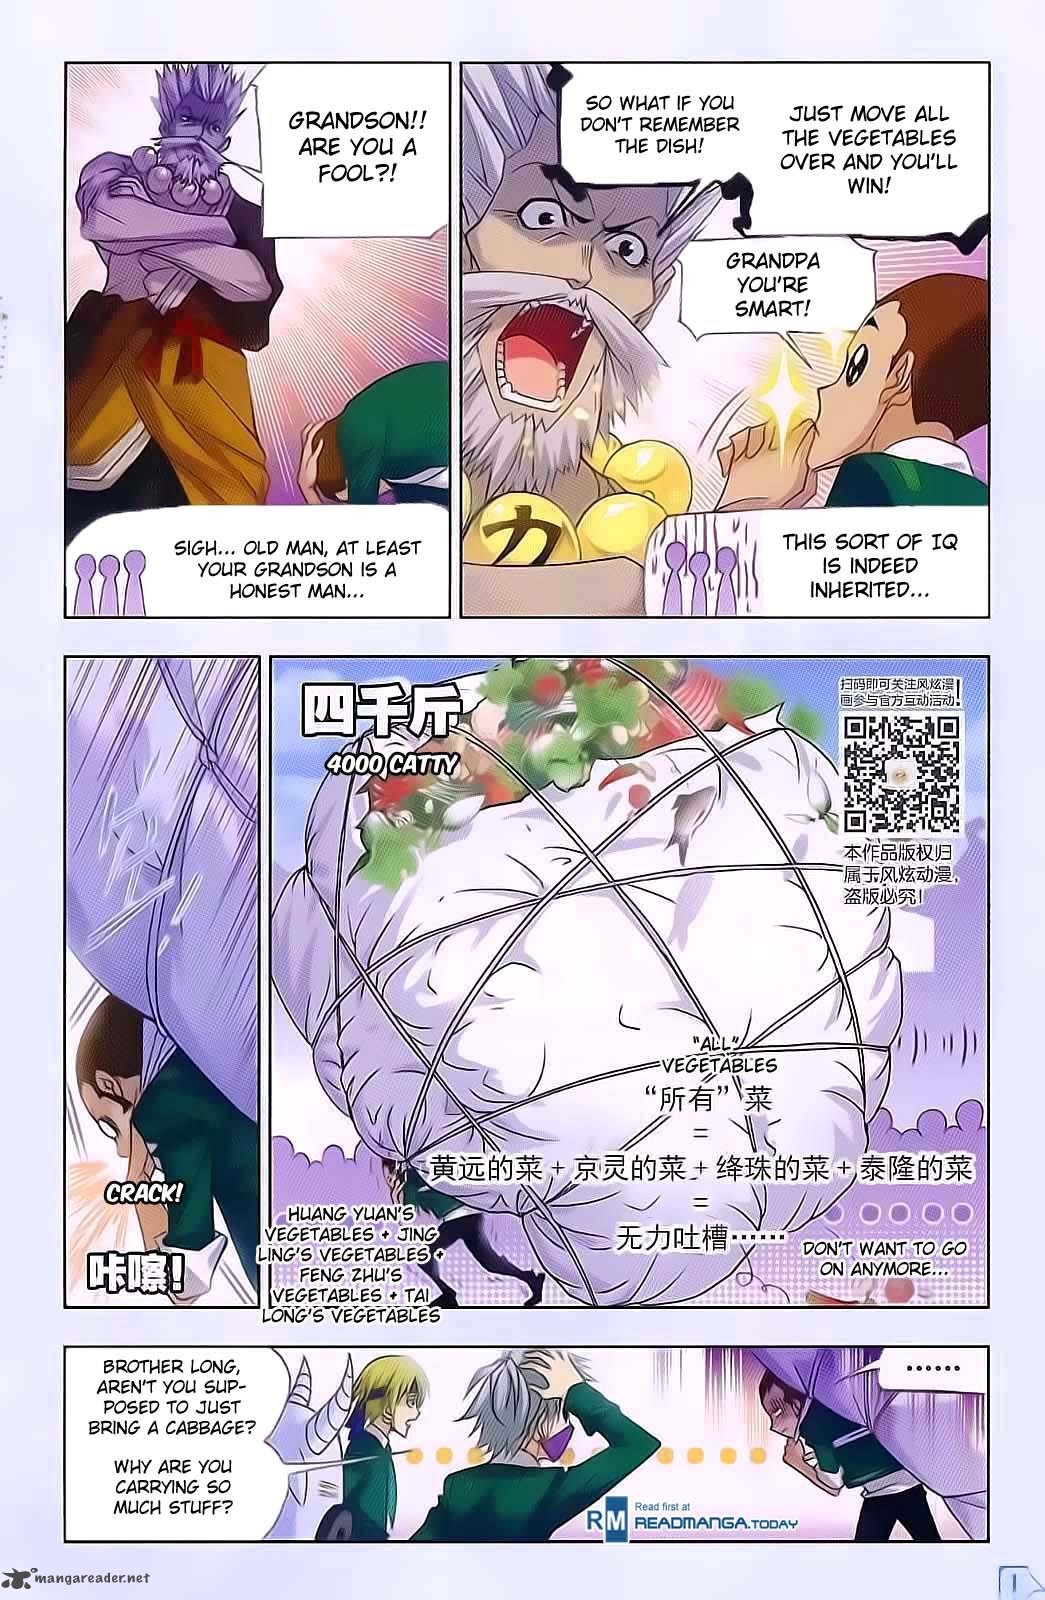 GRANDSON!!
ARE YOU A
FOOL?!
SIGH... OLD MAN, AT LEAST
YOUR GRANDSON IS A
HONEST MAN...
SO WHAT IF YOU
DON'T REMEMBER
THE DISH!
JUST MOVE ALL
THE VEGETABLES
OVER AND YOU'LL
WIN!
GRANDPA
YOU'RE
SMART!
力
THIS SORT OF IQ
IS INDEED
INHERITED...
CRACK!
咔嚓!
四千斤
4000 CATTY
扫码即可关注风炫漫
画参与官方互动活动!
本作品版权归
属于风炫动漫,
盗版必究!
"ALL"
VEGETABLES
“所有”菜
=
黄远的菜+京灵的菜+绛珠的菜+泰隆的菜
=
无力吐槽……
HUANG YUAN'S
VEGETABLES + JING
LING'S VEGETABLES +
FENG ZHU'S
VEGETABLES + TAI
LONG'S VEGETABLES
DON'T WANT TO GO
ON ANYMORE...
BROTHER LONG,
AREN'T YOU SUP-
POSED TO JUST
BRING A CABBAGE?
WHY ARE YOU
CARRYING SO
MUCH STUFF?
......
RM
Read first at
READMANGA.TODAY
mangareader.net